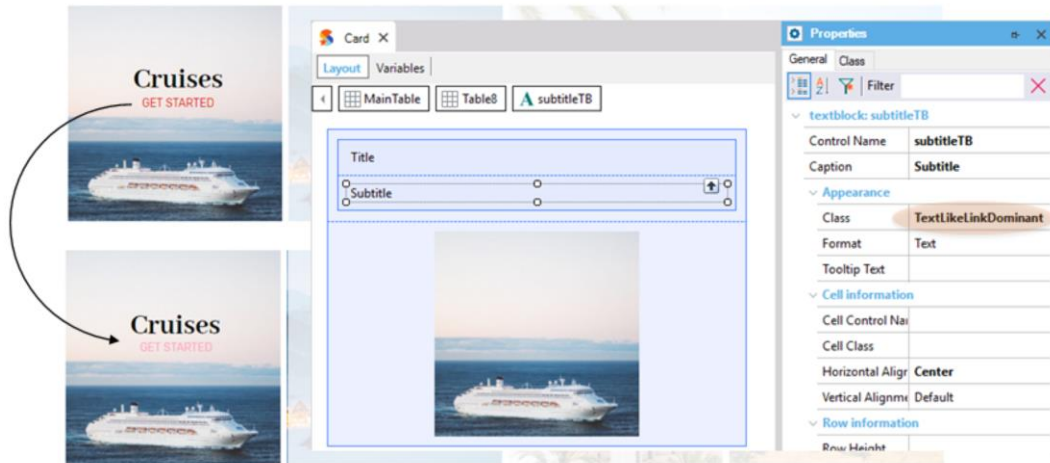 Cruises
GET STARTED
Cruises
GET STARTED
Card
Layout Variables
MainTable Table8 A subtitleTB
Title
Subtitle
Properties
General Class
Filter
textblock: subtitleTB
Control Name subtitleTB
Caption Subtitle
Appearance
Class TextLikeLinkDominant
Format Text
Tooltip Text
Cell information
Cell Control Nar
Cell Class
Horizontal Alignr Center
Vertical Alignme Default
Row information
Row Height